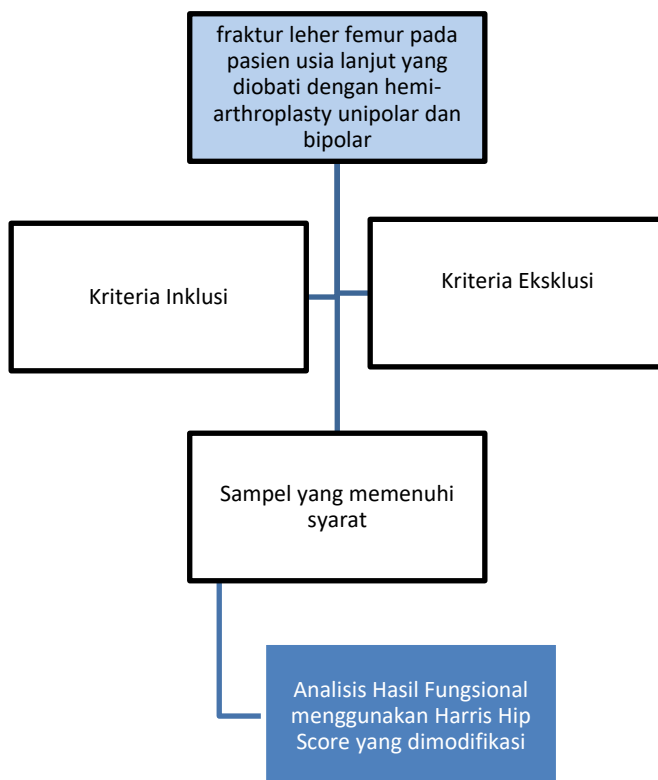 fraktur leher femur pada
pasien usia lanjut yang
diobati dengan hemi-
arthroplasty unipolar dan
bipolar
Kriteria Inklusi
Kriteria Eksklusi
Sampel yang memenuhi
syarat
Analisis Hasil Fungsional
menggunakan Harris Hip
Score yang dimodifikasi